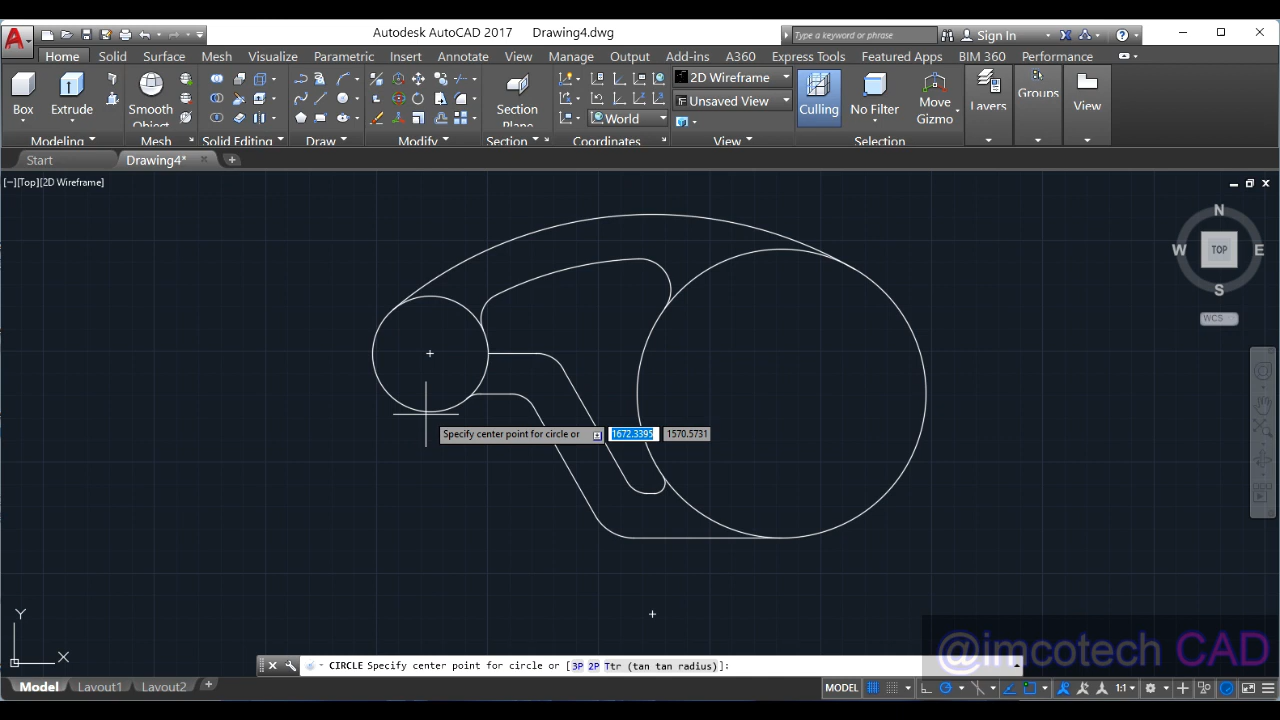 Autodesk AutoCAD 2017 Drawing4.dwg
Type a keyword or phrase
Sign In
Home Solid Surface Mesh Visualize Parametric Insert Annotate View Manage Output Add-ins A360 Express Tools Featured Apps BIM 360 Performance
Box Extrude Smooth Object Section Plane World 2D Wireframe Unsaved View Culling No Filter Move Gizmo Layers Groups View
Modeling Mesh Solid Editing Draw Modify Section Coordinates View Selection
Start Drawing4*
[−][Top][2D Wireframe]
N
W TOP E
S
WCS
Specify center point for circle or 1672.3395 1570.5731
Y
X
CIRCLE Specify center point for circle or [3P 2P Ttr (tan tan radius)]:
@imcotech CAD
Model Layout1 Layout2 +
MODEL 1:1